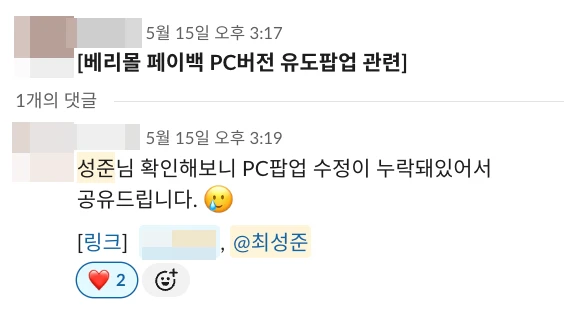 5월 15일 오후 3:17
[베리몰 페이백 PC버전 유도팝업 관련]
1개의 댓글
5월 15일 오후 3:19
성준님 확인해보니 PC팝업 수정이 누락돼있어서
공유드립니다. 🥲
[링크] , @최성준
❤️ 2